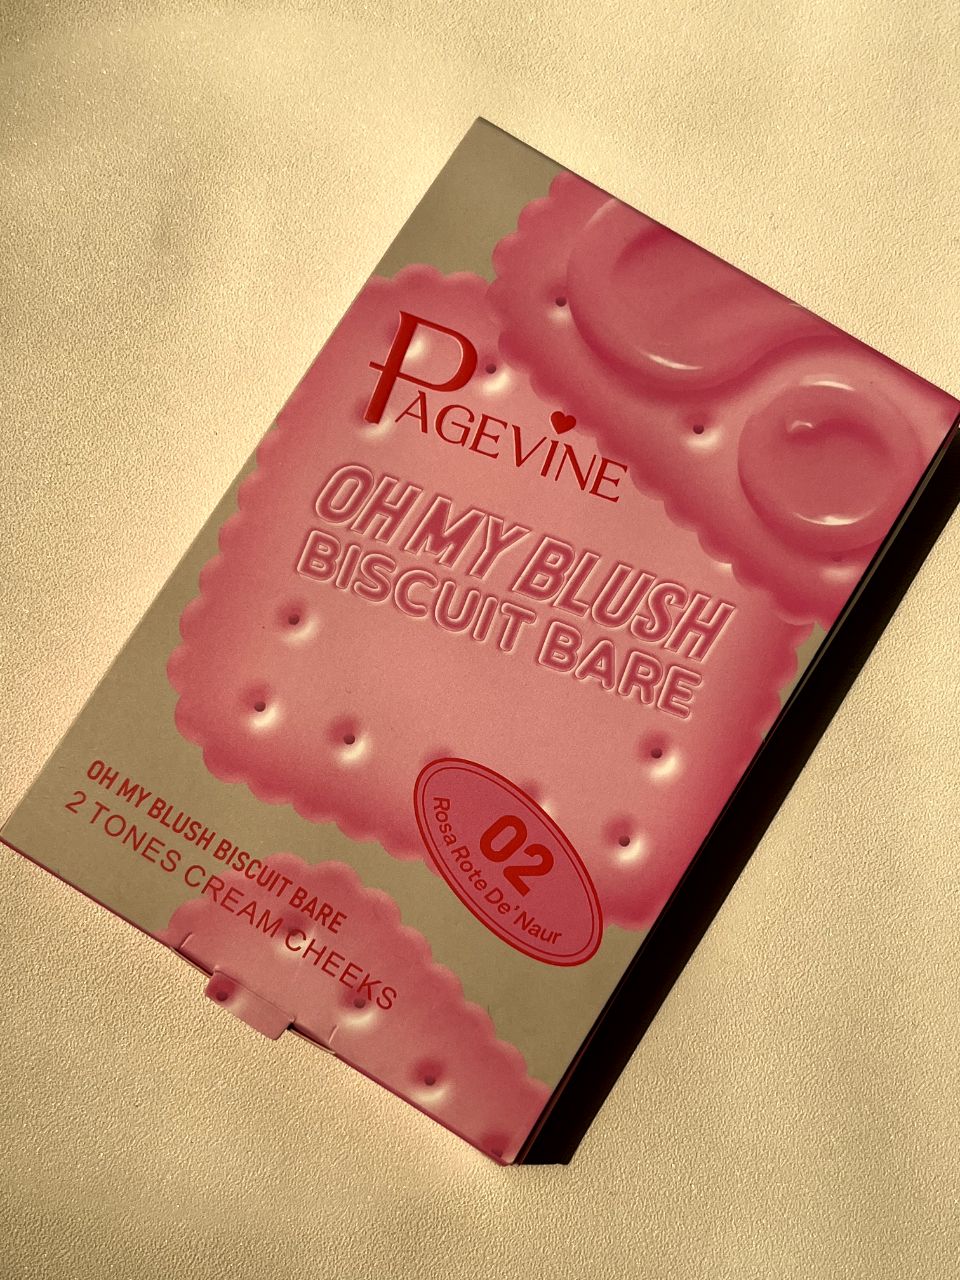 PAGEVINE
OH MY BLUSH
BISCUIT BARE
02
Rosa Rote De'Naur
OH MY BLUSH BISCUIT BARE
2 TONES CREAM CHEEKS